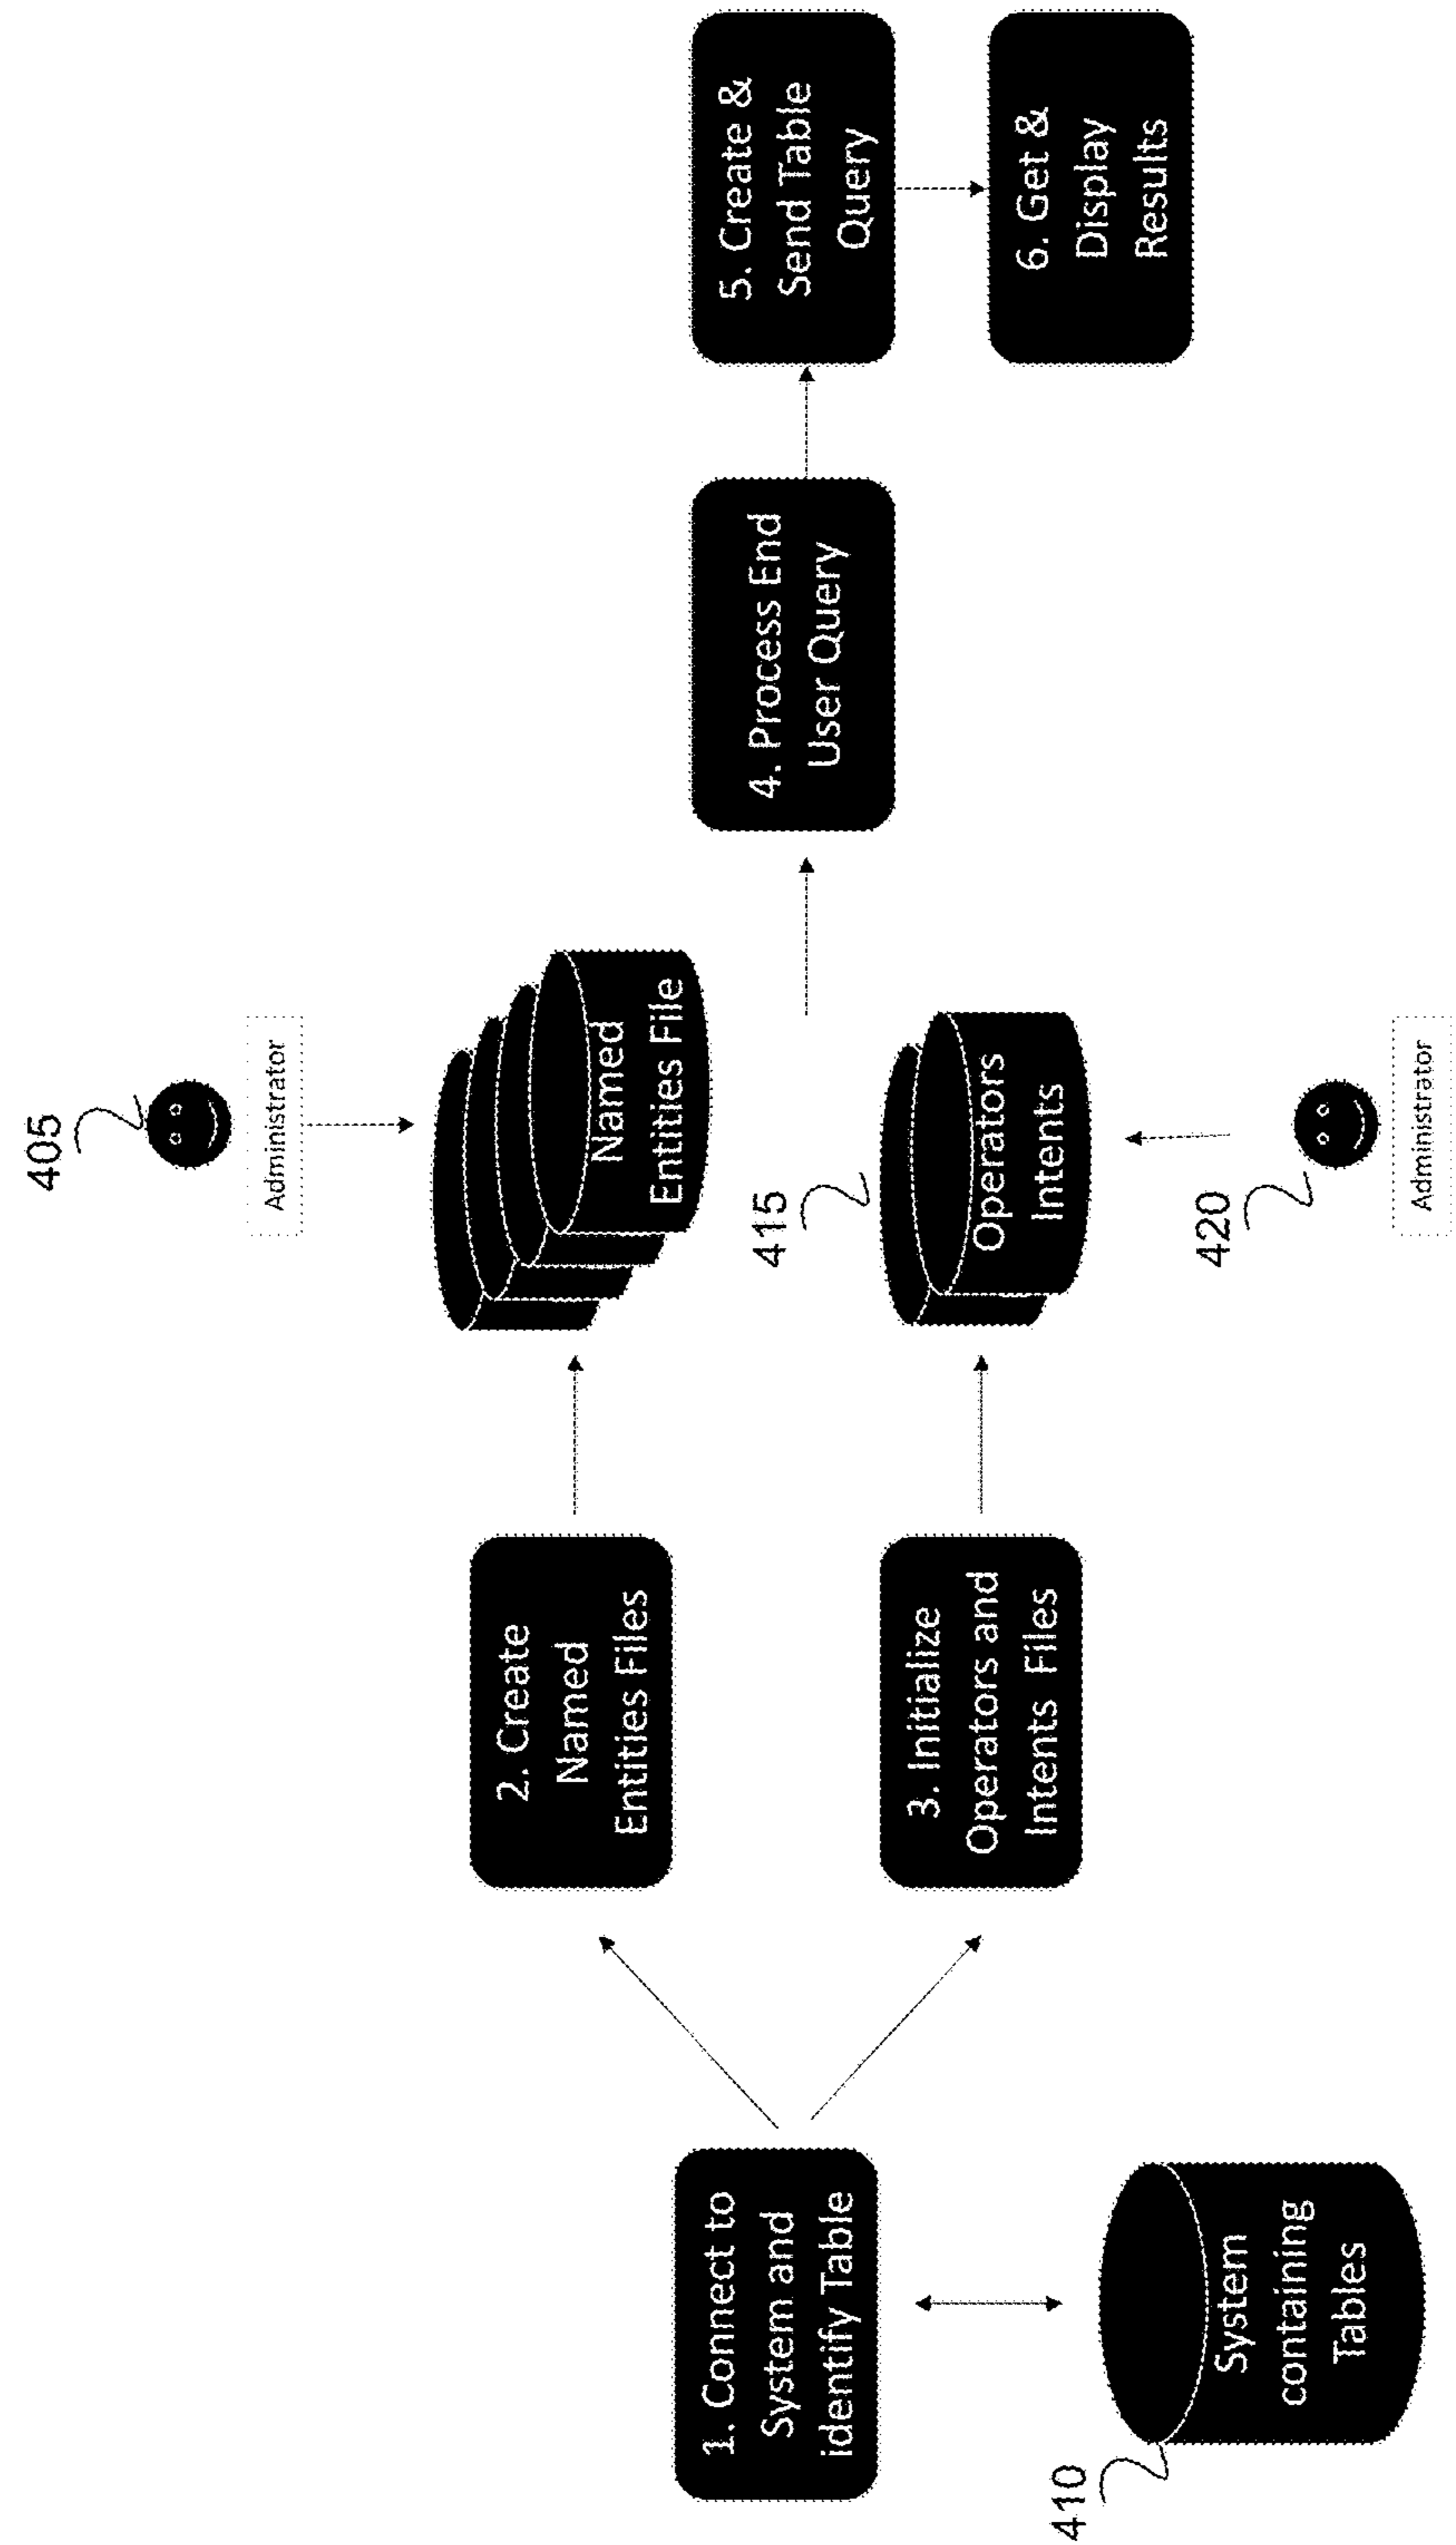 405
Administrator
1. Connect to
System and
identify Table
410
System
containing
Tables
2. Create
Named
Entities Files
3. Initialize
Operators and
Intents Files
Named
Entities File
415
Operators
Intents
420
Administrator
4. Process End
User Query
5. Create &
Send Table
Query
6. Get &
Display
Results